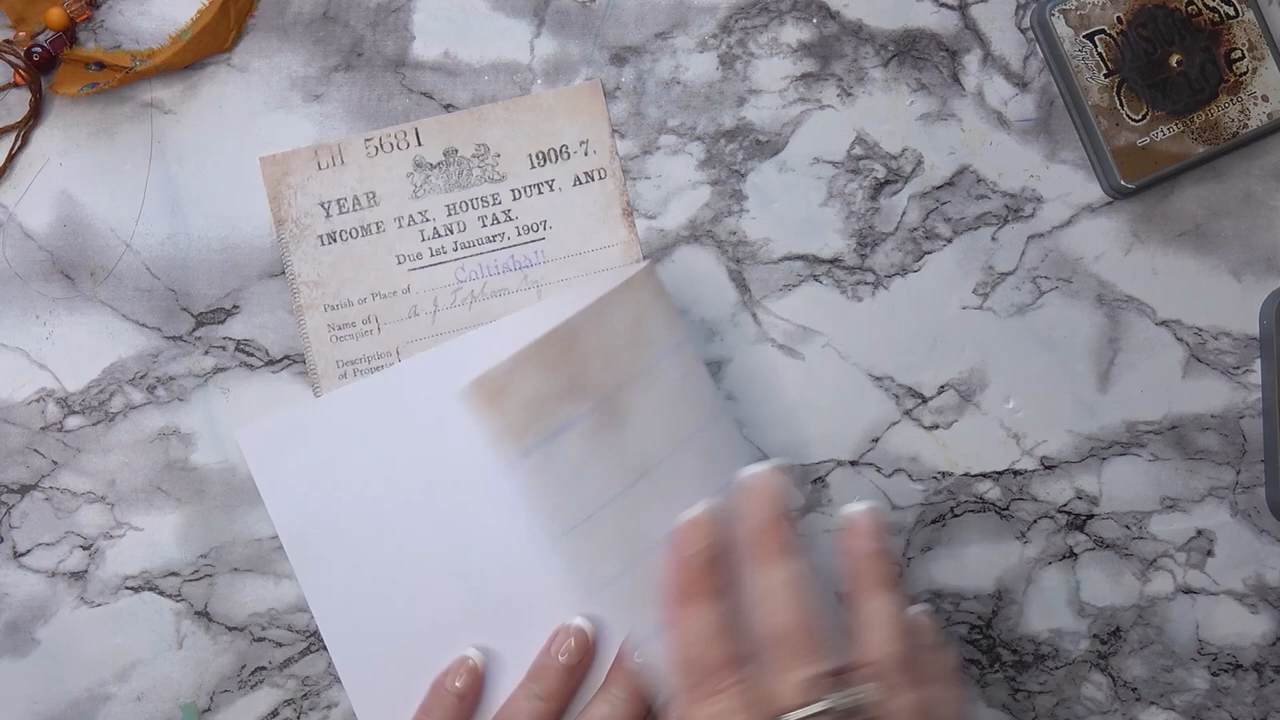 LH 5681
YEAR 1906-7.
INCOME TAX, HOUSE DUTY, AND
LAND TAX.
Due 1st January, 1907.
Parish or Place of Coltishall
Name of
Occupier
Description
of
Distress
vintage photo